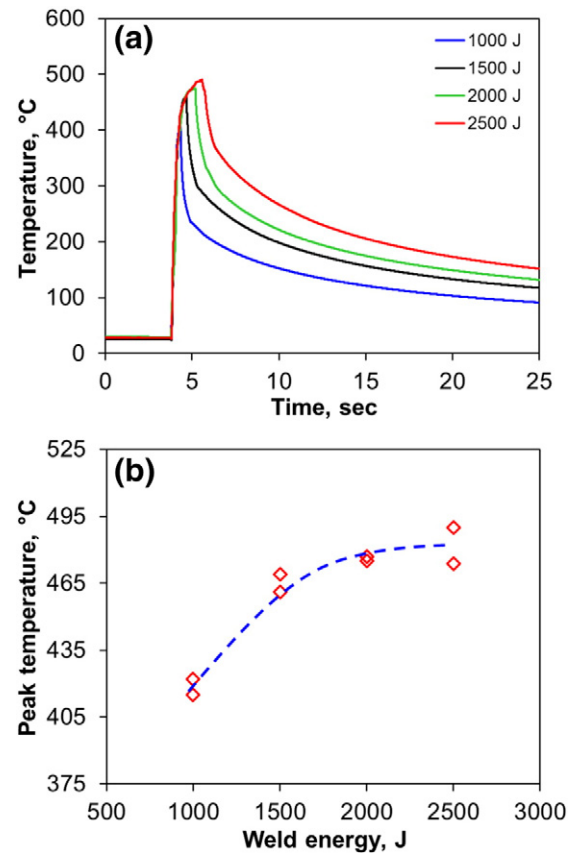 600
(a)
1000 J
500
1500 J
2000 J
400
2500 J
Temperature, °C
300
200
100
0
0 5 10 15 20 25
Time, sec
525
(b)
495
Peak temperature, °C
465
435
405
375
500 1000 1500 2000 2500 3000
Weld energy, J